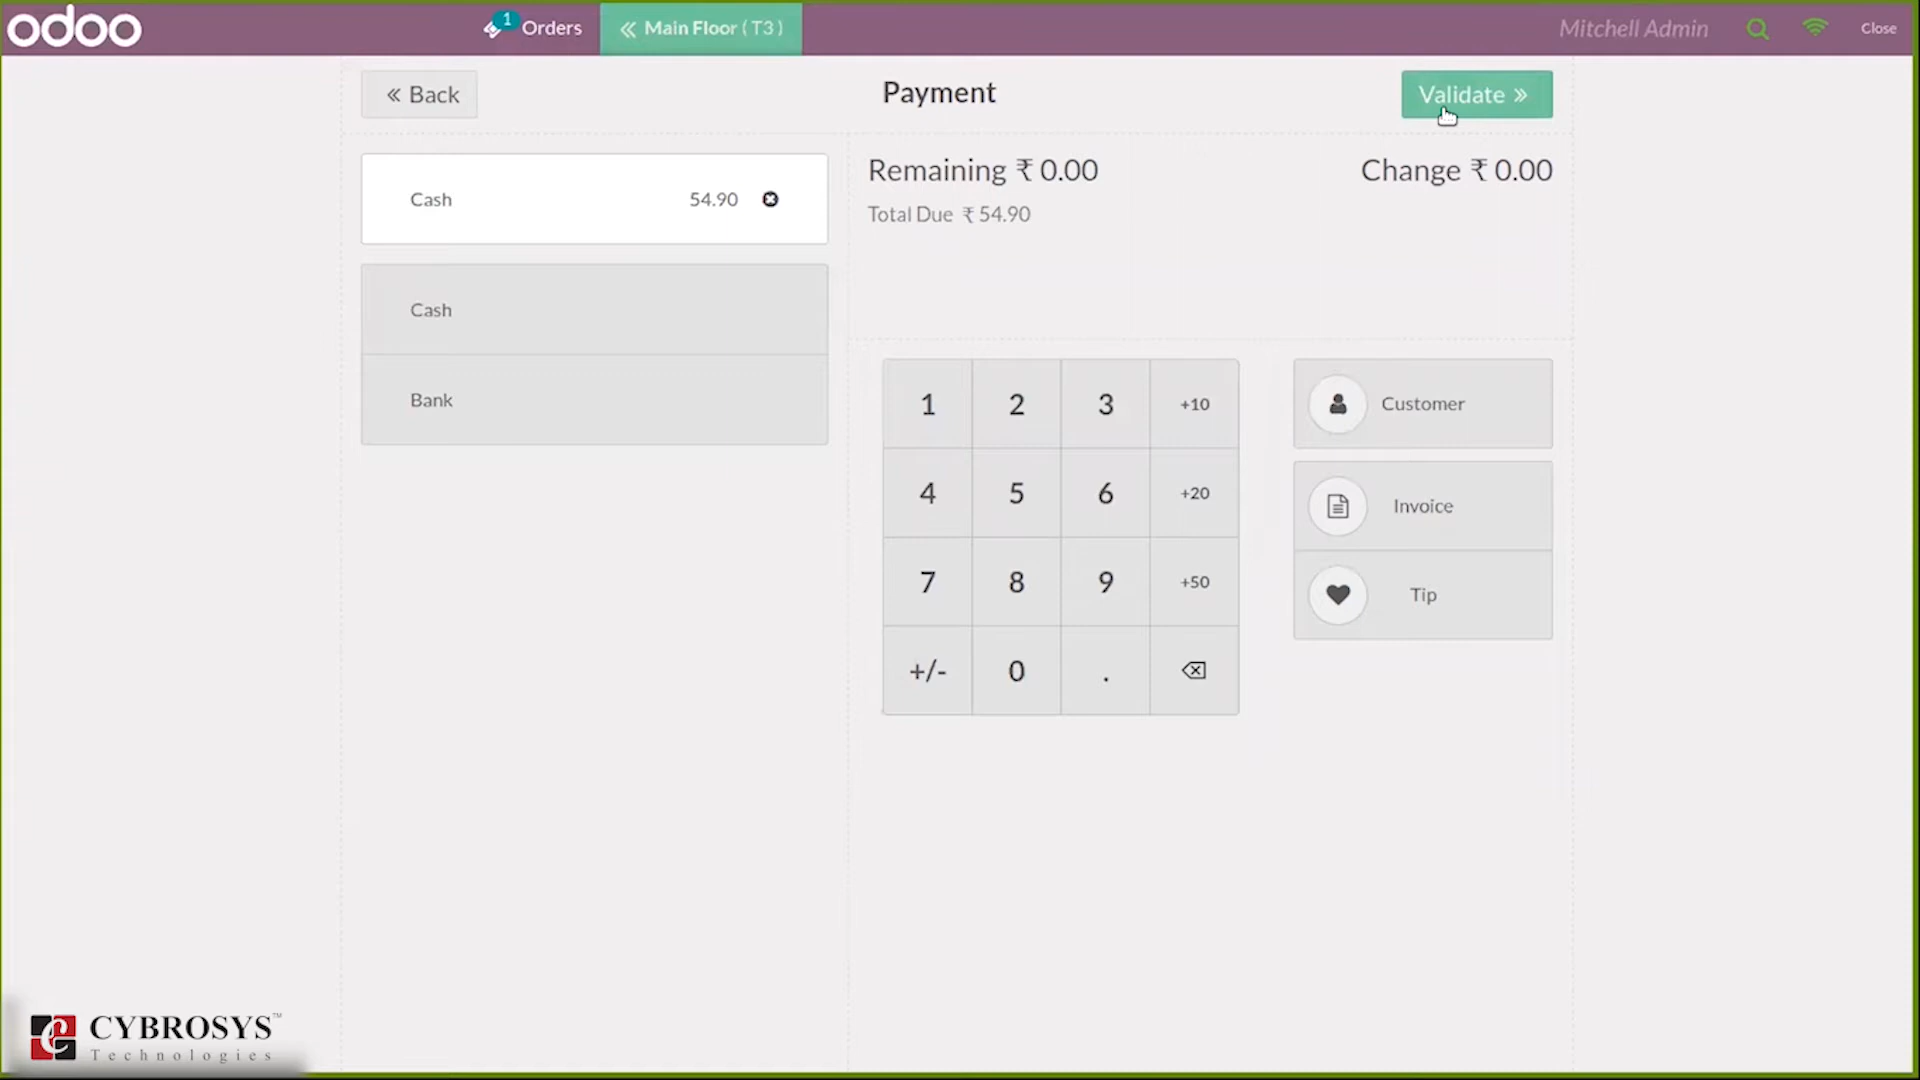 odoo
1
Orders
« Main Floor ( T3 )
Mitchell Admin
Close
« Back
Payment
Validate »
Cash 54.90
Remaining ₹ 0.00
Change ₹ 0.00
Total Due ₹ 54.90
Cash
Bank
1 2 3 +10
4 5 6 +20
7 8 9 +50
+/- 0 .
Customer
Invoice
Tip
CYBROSYS™
Technologies